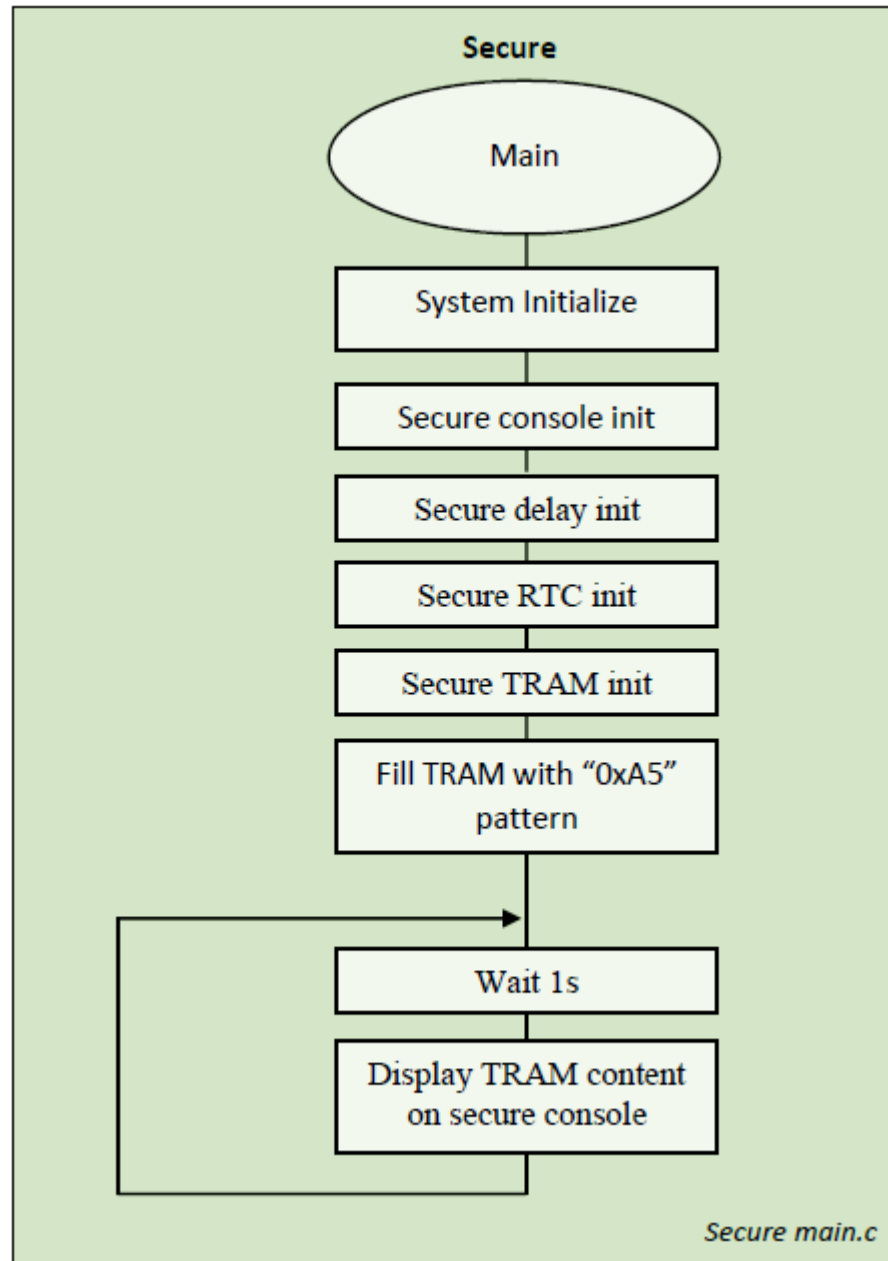 Secure
Main
System Initialize
Secure console init
Secure delay init
Secure RTC init
Secure TRAM init
Fill TRAM with “0xA5”
pattern
Wait 1s
Display TRAM content
on secure console
Secure main.c